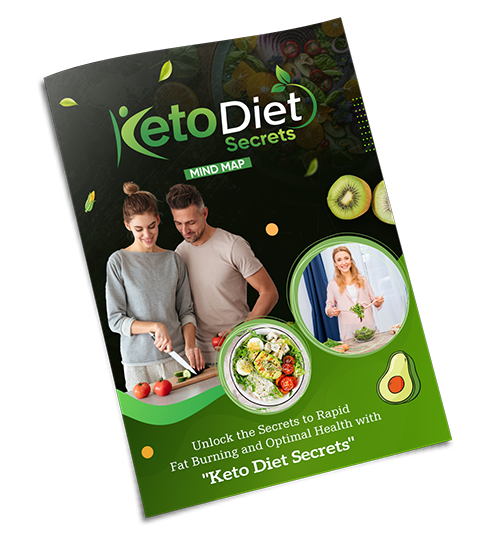 Keto Diet
Secrets
MIND MAP
Unlock the Secrets to Rapid
Fat Burning and Optimal Health with
"Keto Diet Secrets"